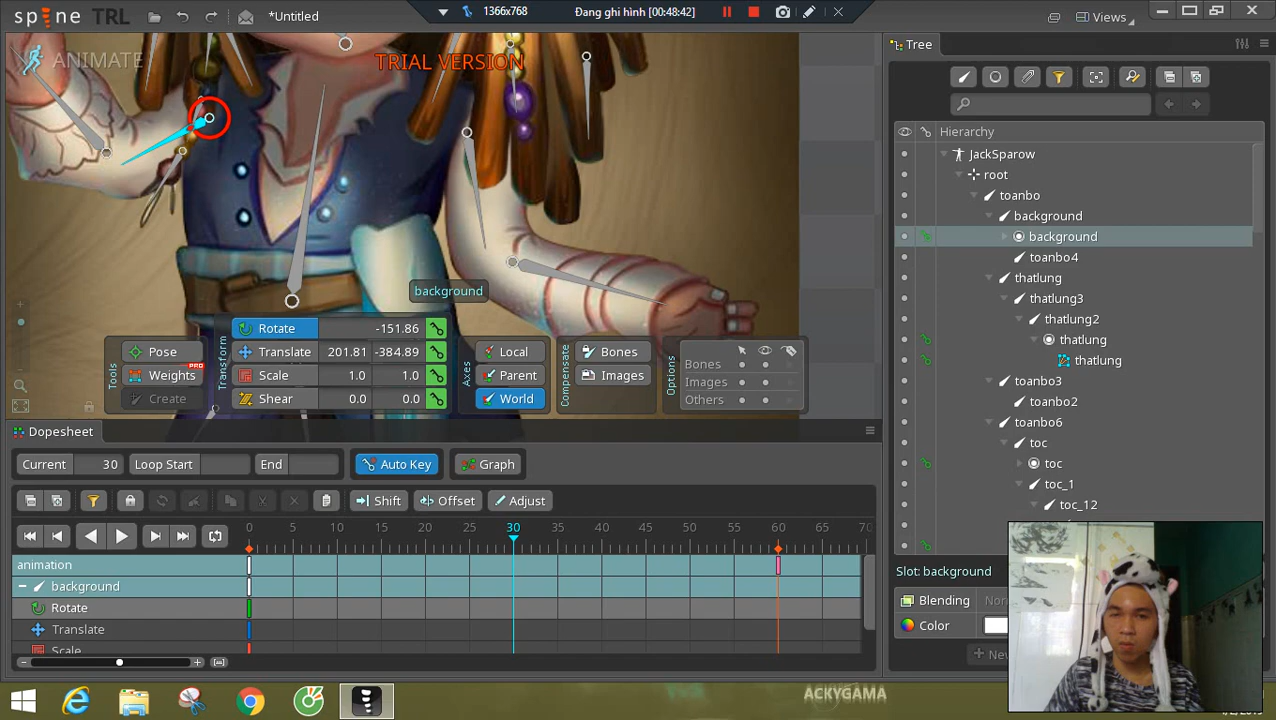 spine TRL
*Untitled
1366x768
Đang ghi hình [00:48:42]
Views
ANIMATE
TRIAL VERSION
background
Tools
Pose
Weights
PRO
Create
Transform
Rotate
-151.86
Translate
201.81
-384.89
Scale
1.0
1.0
Shear
0.0
0.0
Axes
Local
Parent
World
Compensate
Bones
Images
Options
Bones
Images
Others
Dopesheet
Current
30
Loop Start
End
Auto Key
Graph
Shift
Offset
Adjust
0
5
10
15
20
25
30
35
40
45
50
55
60
65
70
animation
background
Rotate
Translate
Scale
Tree
Hierarchy
JackSparow
root
toanbo
background
background
toanbo4
thatlung
thatlung3
thatlung2
thatlung
thatlung
toanbo3
toanbo2
toanbo6
toc
toc
toc_1
toc_12
Slot: background
Blending
Color
ACKYGAMA